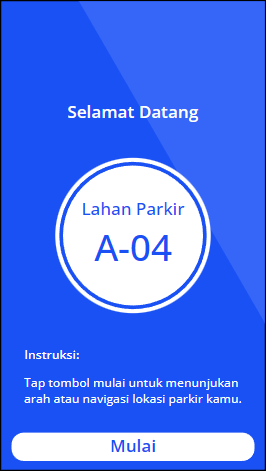 Selamat Datang
Lahan Parkir
A-04
Instruksi:
Tap tombol mulai untuk menunjukan
arah atau navigasi lokasi parkir kamu.
Mulai